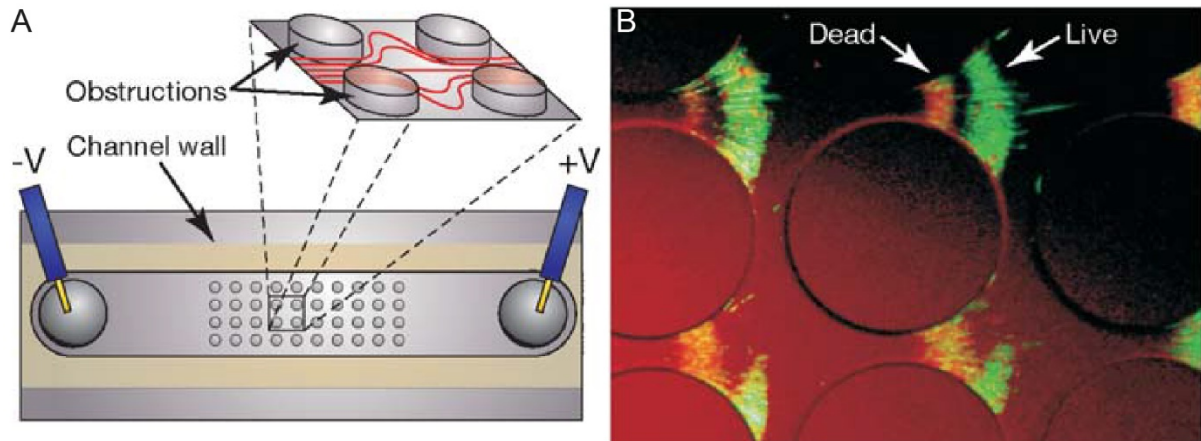 A
Obstructions
Channel wall
-V
+V
B
Dead
Live